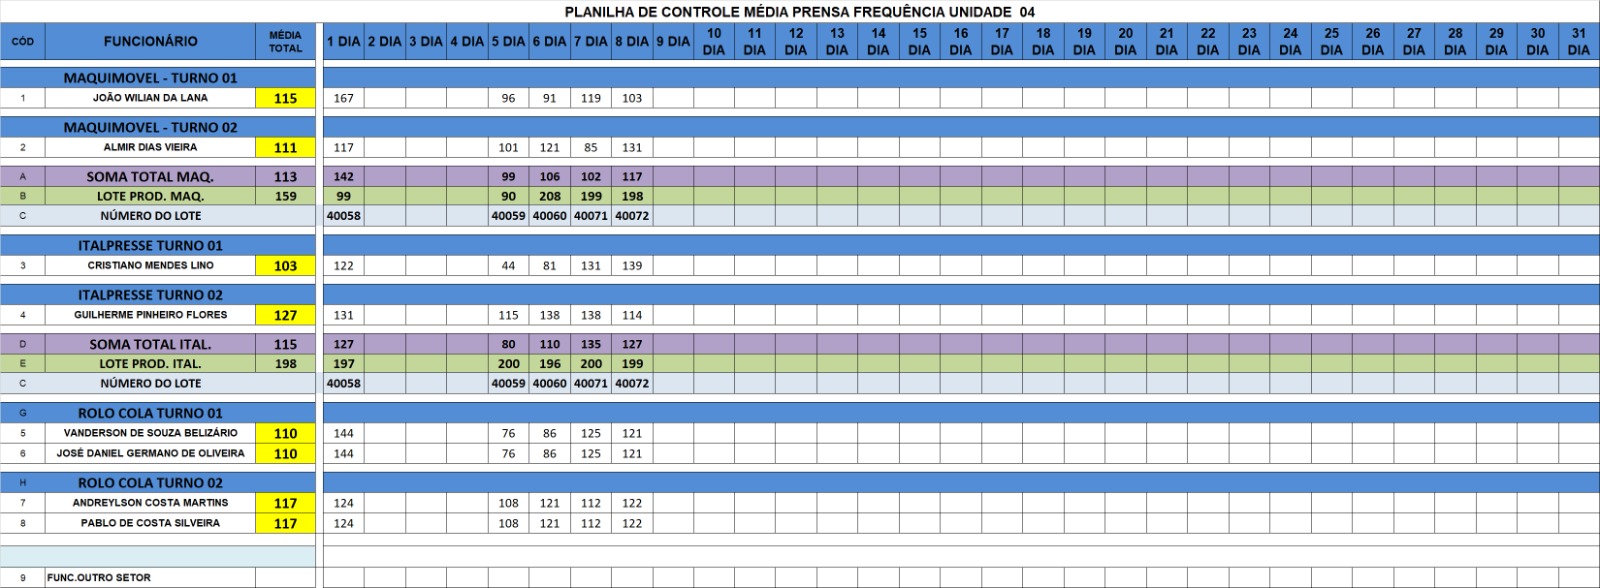 PLANILHA DE CONTROLE MÉDIA PRENSA FREQUÊNCIA UNIDADE 04
CÓD FUNCIONÁRIO MÉDIA TOTAL 1 DIA 2 DIA 3 DIA 4 DIA 5 DIA 6 DIA 7 DIA 8 DIA 9 DIA 10 DIA 11 DIA 12 DIA 13 DIA 14 DIA 15 DIA 16 DIA 17 DIA 18 DIA 19 DIA 20 DIA 21 DIA 22 DIA 23 DIA 24 DIA 25 DIA 26 DIA 27 DIA 28 DIA 29 DIA 30 DIA 31 DIA
MAQUIMOVEL - TURNO 01
1 JOÃO WILIAN DA LANA 115 167 96 91 119 103
MAQUIMOVEL - TURNO 02
2 ALMIR DIAS VIEIRA 111 117 101 121 85 131
A SOMA TOTAL MAQ. 113 142 99 106 102 117
B LOTE PROD. MAQ. 159 99 90 208 199 198
C NÚMERO DO LOTE 40058 40059 40060 40071 40072
ITALPRESSE TURNO 01
3 CRISTIANO MENDES LINO 103 122 44 81 131 139
ITALPRESSE TURNO 02
4 GUILHERME PINHEIRO FLORES 127 131 115 138 138 114
D SOMA TOTAL ITAL. 115 127 80 110 135 127
E LOTE PROD. ITAL. 198 197 200 196 200 199
C NÚMERO DO LOTE 40058 40059 40060 40071 40072
G ROLO COLA TURNO 01
5 VANDERSON DE SOUZA BELIZÁRIO 110 144 76 86 125 121
6 JOSÉ DANIEL GERMANO DE OLIVEIRA 110 144 76 86 125 121
H ROLO COLA TURNO 02
7 ANDREYLSON COSTA MARTINS 117 124 108 121 112 122
8 PABLO DE COSTA SILVEIRA 117 124 108 121 112 122
9 FUNC.OUTRO SETOR